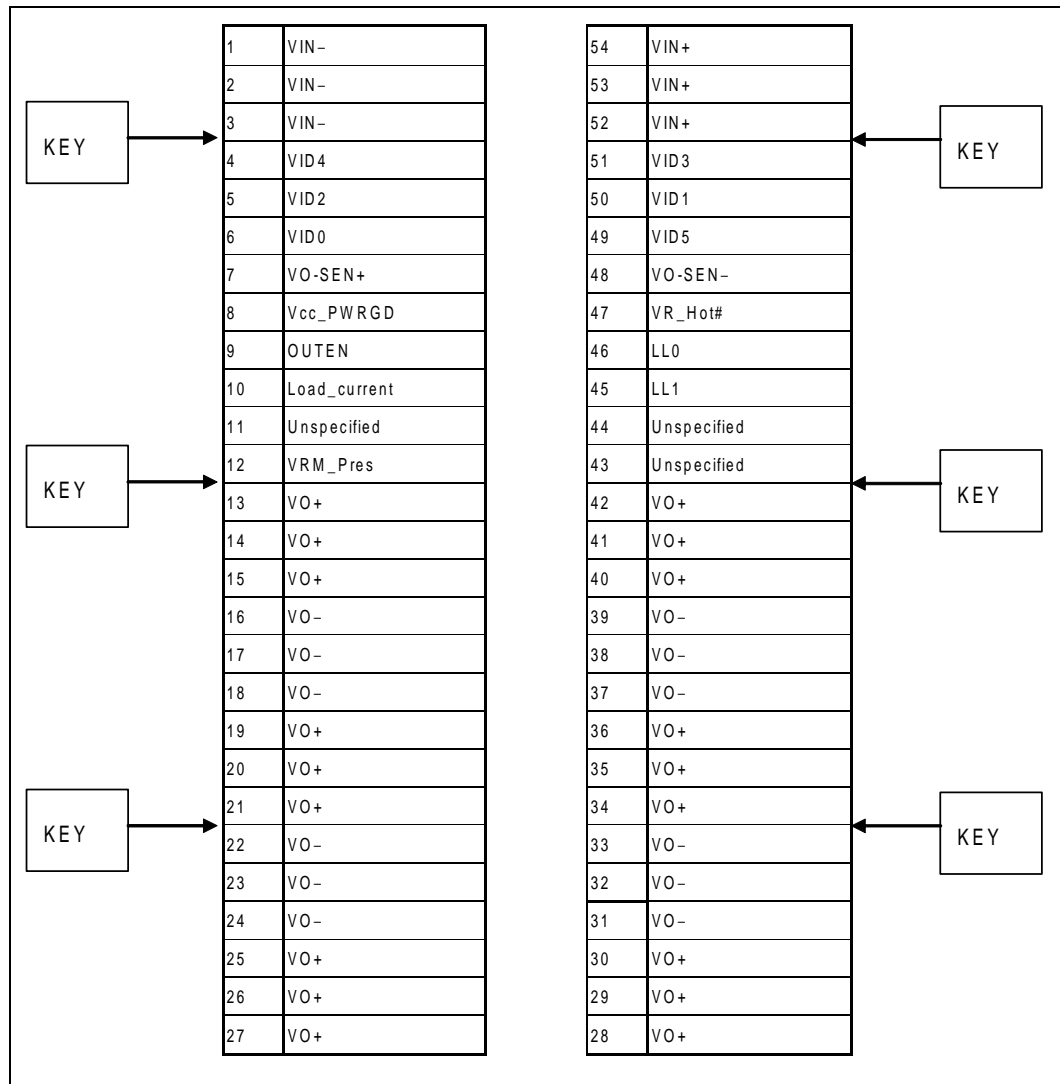 1 VIN– 54 VIN+
2 VIN– 53 VIN+
3 VIN– 52 VIN+
KEY KEY
4 VID4 51 VID3
5 VID2 50 VID1
6 VID0 49 VID5
7 VO-SEN+ 48 VO-SEN–
8 Vcc_PWRGD 47 VR_Hot#
9 OUTEN 46 LL0
10 Load_current 45 LL1
11 Unspecified 44 Unspecified
12 VRM_Pres 43 Unspecified
KEY KEY
13 VO+ 42 VO+
14 VO+ 41 VO+
15 VO+ 40 VO+
16 VO– 39 VO–
17 VO– 38 VO–
18 VO– 37 VO–
19 VO+ 36 VO+
20 VO+ 35 VO+
21 VO+ 34 VO+
KEY KEY
22 VO– 33 VO–
23 VO– 32 VO–
24 VO– 31 VO–
25 VO+ 30 VO+
26 VO+ 29 VO+
27 VO+ 28 VO+